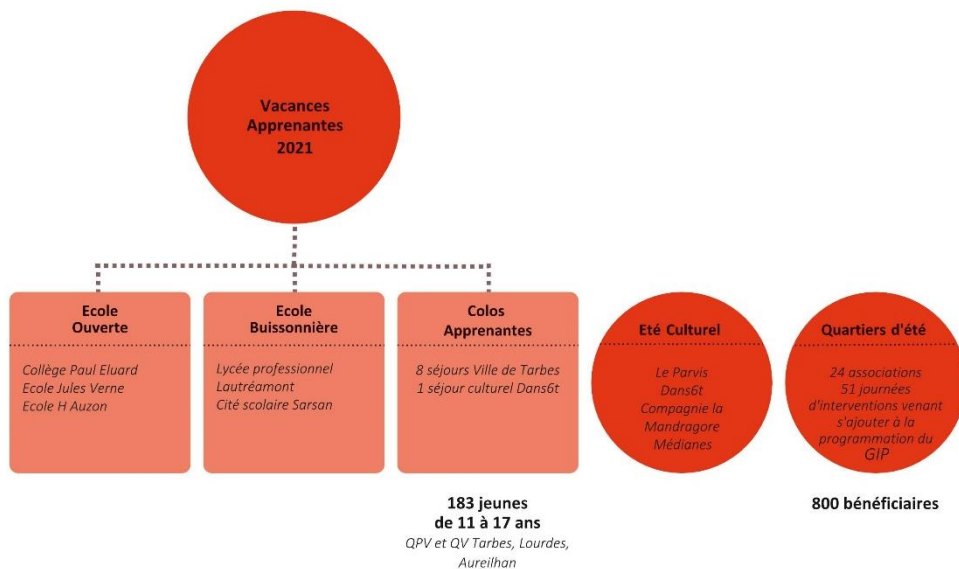 Vacances
Apprenantes
2021
Ecole
Ouverte
Collège Paul Eluard
Ecole Jules Verne
Ecole H Auzon
Ecole
Buissonnière
Lycée professionnel
Lautréamont
Cité scolaire Sarsan
Colos
Apprenantes
8 séjours Ville de Tarbes
1 séjour culturel Dans6t
183 jeunes
de 11 à 17 ans
QPV et QV Tarbes, Lourdes,
Aureilhan
Eté Culturel
Le Parvis
Dans6t
Compagnie la
Mandragore
Médianes
Quartiers d'été
24 associations
51 journées
d'interventions venant
s'ajouter à la
programmation du
GIP
800 bénéficiaires